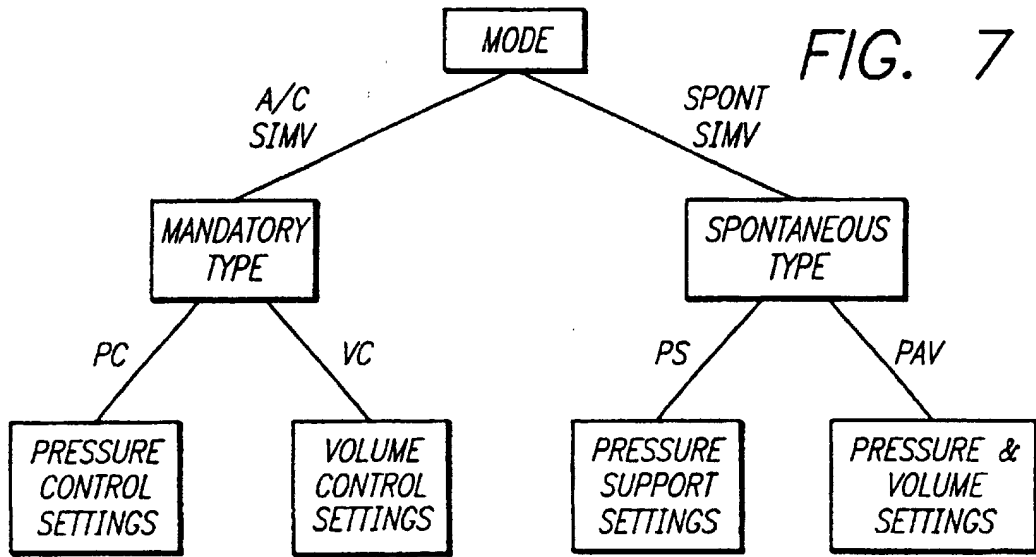 MODE
FIG. 7
A/C
SIMV
SPONT
SIMV
MANDATORY
TYPE
SPONTANEOUS
TYPE
PC
VC
PS
PAV
PRESSURE
CONTROL
SETTINGS
VOLUME
CONTROL
SETTINGS
PRESSURE
SUPPORT
SETTINGS
PRESSURE &
VOLUME
SETTINGS